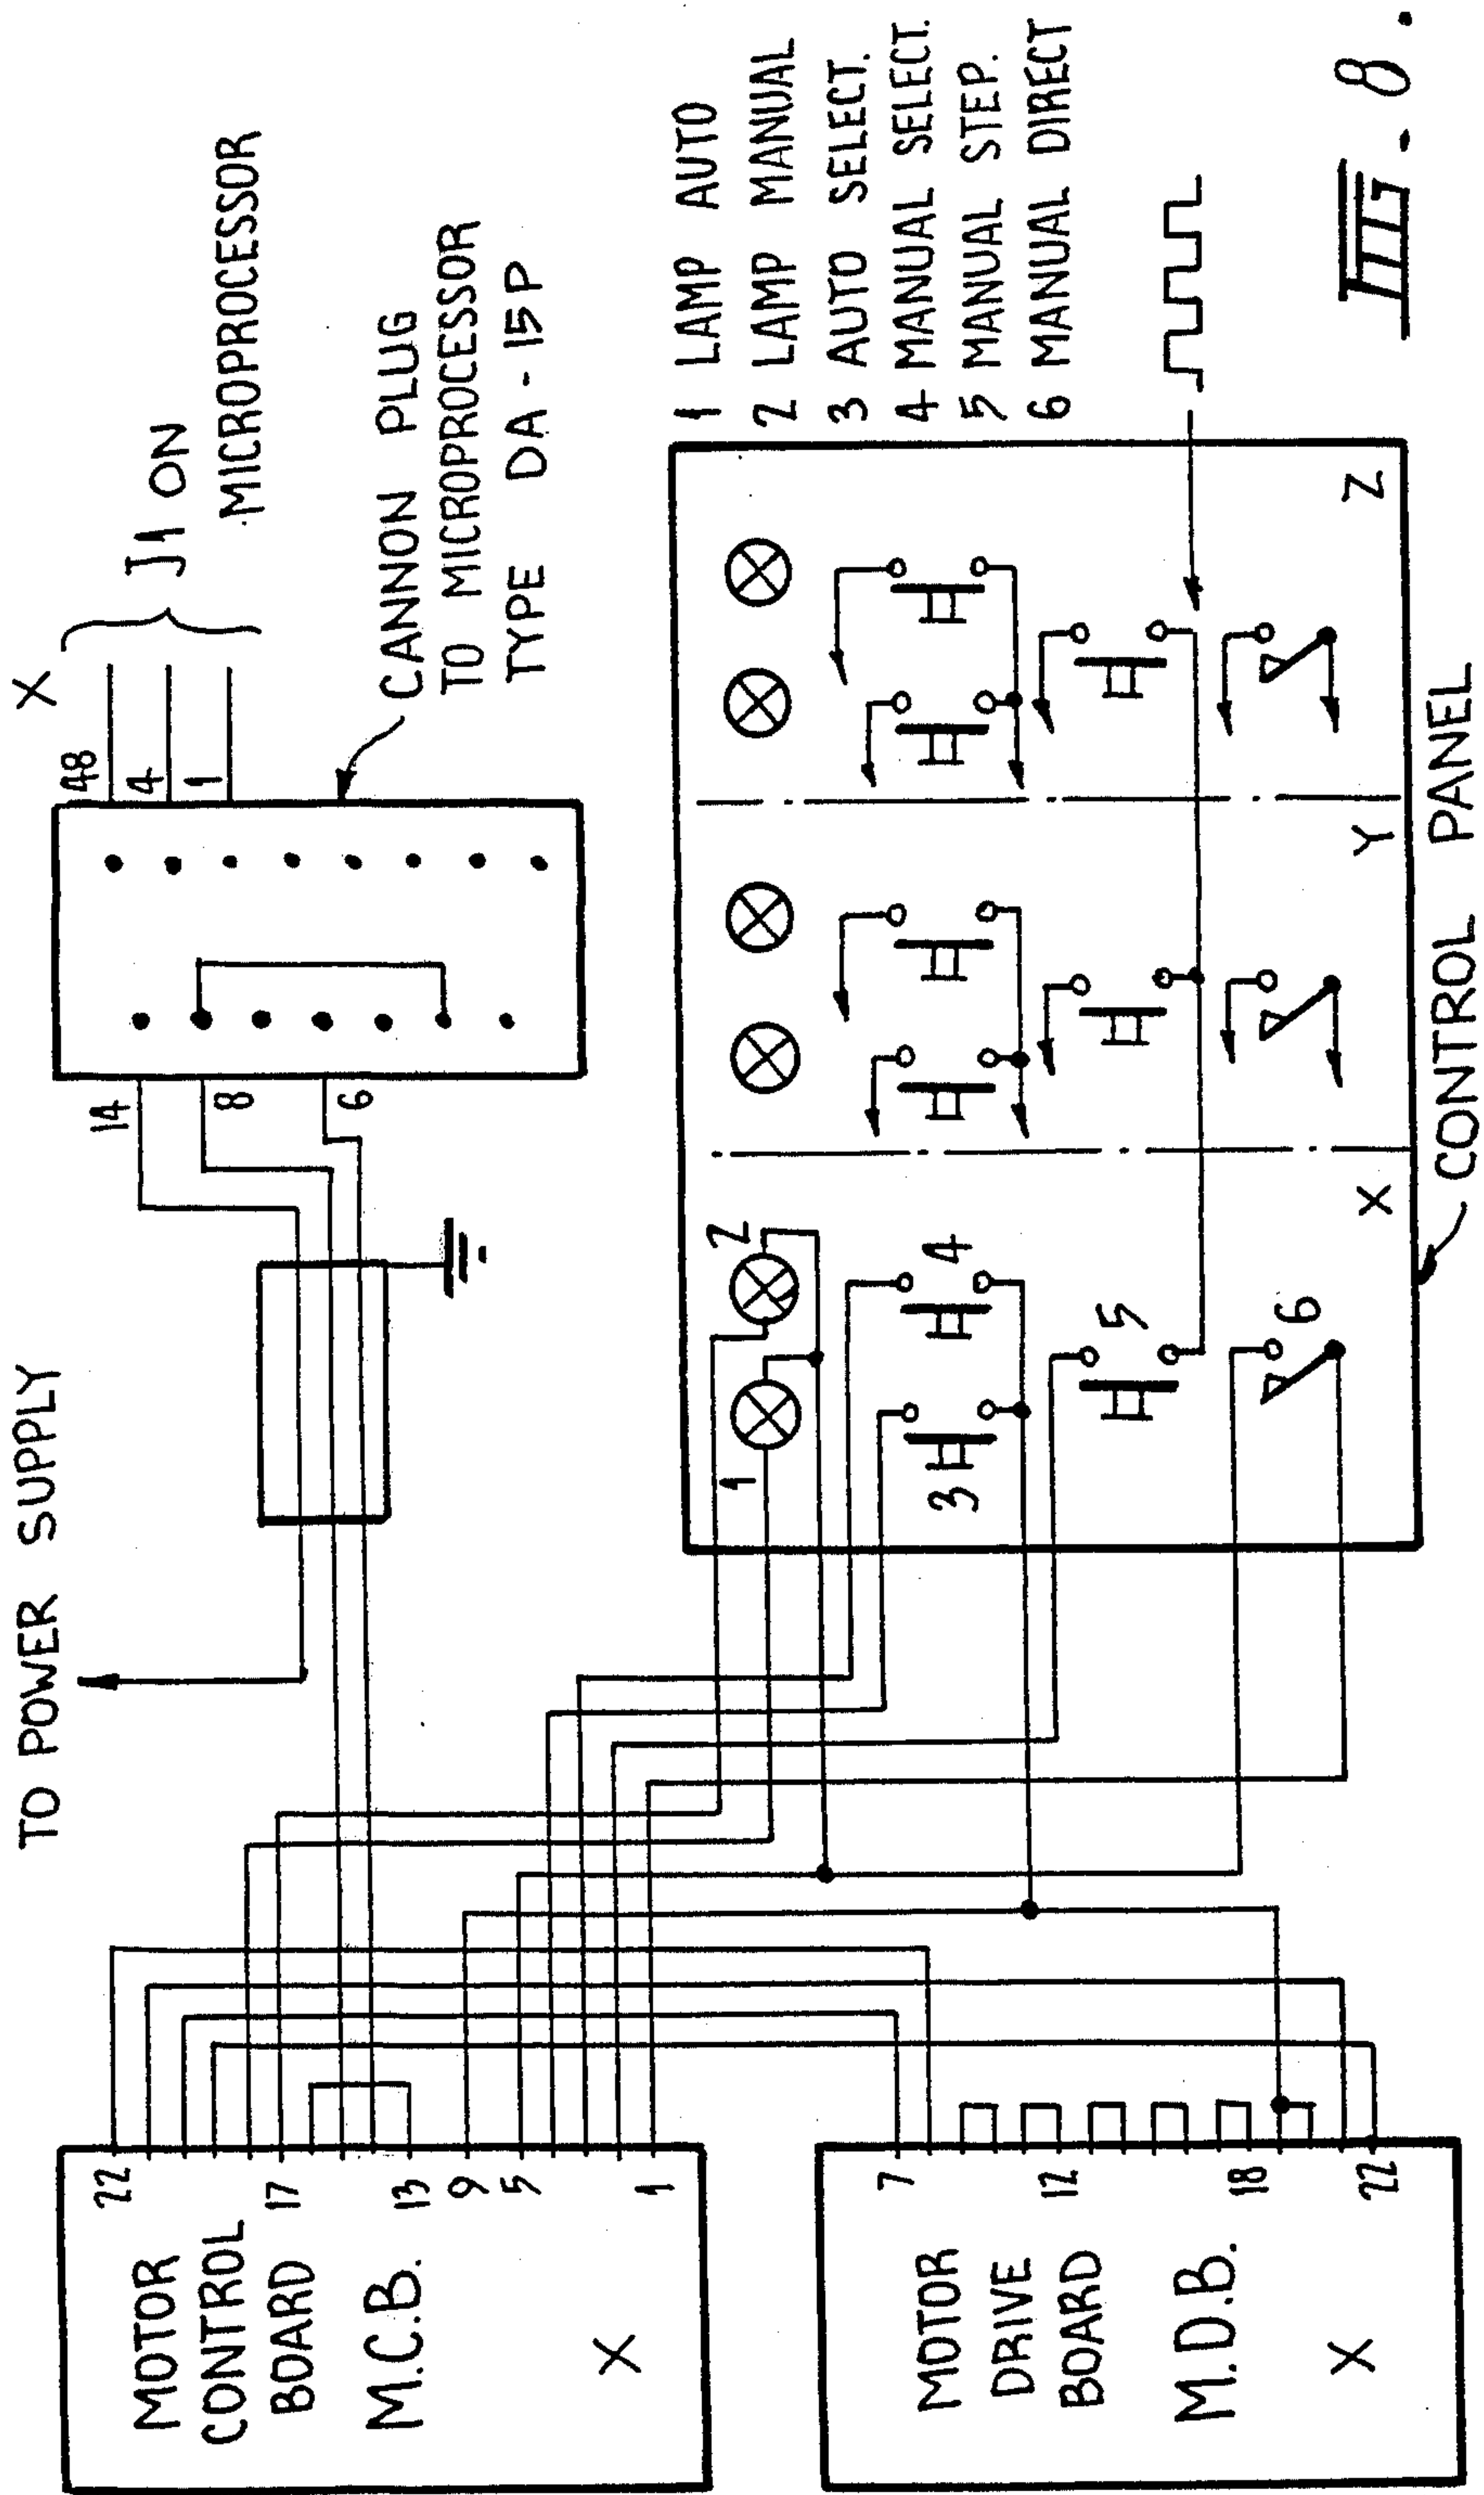 TO POWER SUPPLY
X
48
4
1
J1 ON
MICROPROCESSOR
CANNON PLUG
TO MICROPROCESSOR
TYPE DA-15P
14
8
6
MOTOR
CONTROL
BOARD
M.C.B.
X
22
17
13
9
5
1
MOTOR
DRIVE
BOARD
M.D.B.
X
7
12
18
22
1
2
3
4
5
6
X
Y
Z
CONTROL PANEL
1 LAMP AUTO
2 LAMP MANUAL
3 AUTO SELECT.
4 MANUAL SELECT.
5 MANUAL STEP.
6 MANUAL DIRECT
III-8.